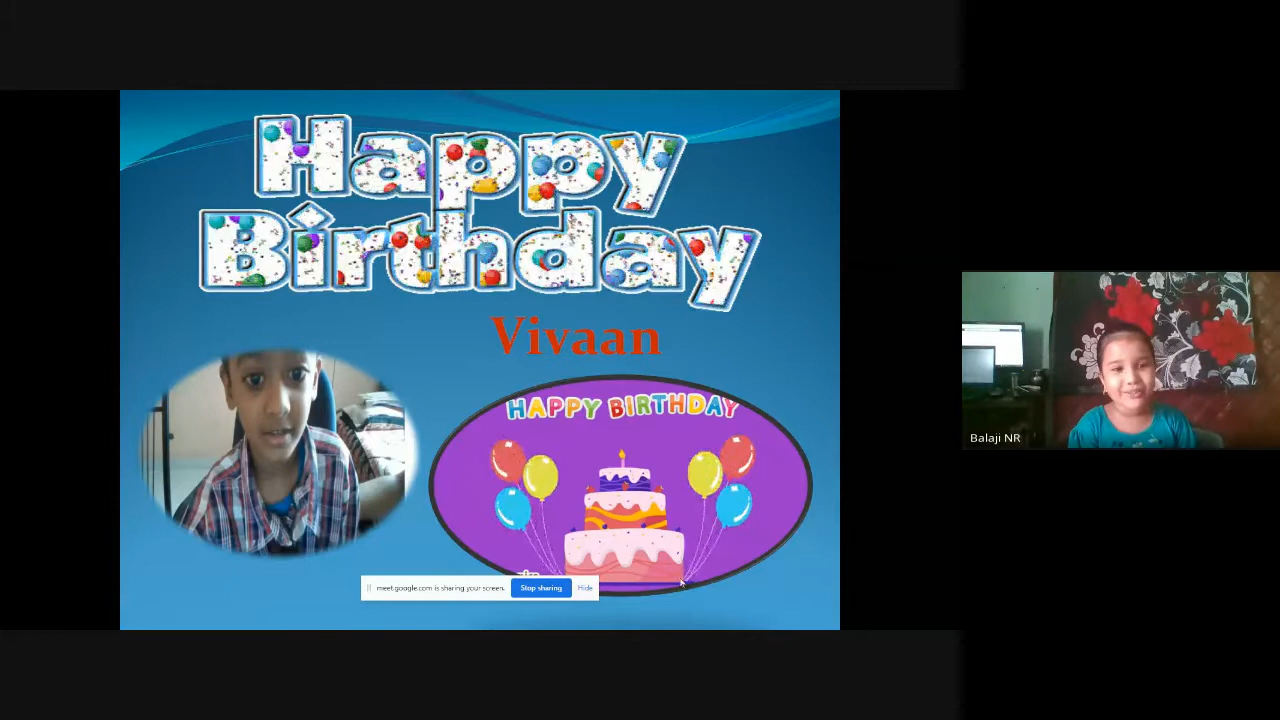 Happy
Birthday
Vivaan
HAPPY BIRTHDAY
meet.google.com is sharing your screen.
Stop sharing
Hide
Balaji NR